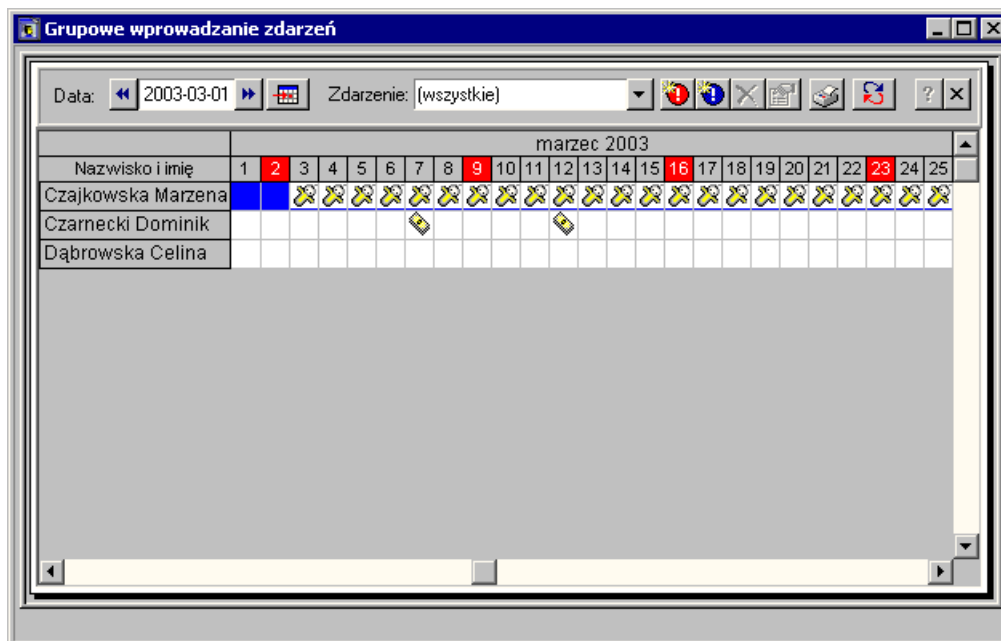 Grupowe wprowadzanie zdarzeń
Data: 2003-03-01 Zdarzenie: (wszystkie)
marzec 2003
Nazwisko i imię 1 2 3 4 5 6 7 8 9 10 11 12 13 14 15 16 17 18 19 20 21 22 23 24 25
Czajkowska Marzena
Czarnecki Dominik
Dąbrowska Celina